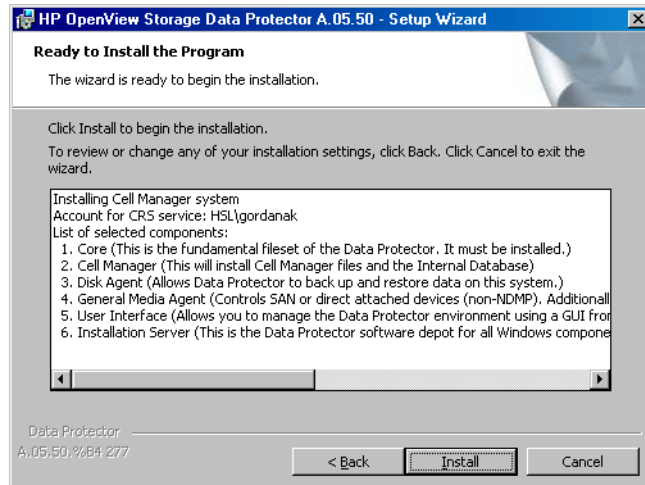 HP OpenView Storage Data Protector A.05.50 - Setup Wizard
Ready to Install the Program
The wizard is ready to begin the installation.
Click Install to begin the installation.
To review or change any of your installation settings, click Back. Click Cancel to exit the
wizard.
Installing Cell Manager system
Account for CRS service: HSL\gordanak
List of selected components:
1. Core (This is the fundamental fileset of the Data Protector. It must be installed.)
2. Cell Manager (This will install Cell Manager files and the Internal Database)
3. Disk Agent (Allows Data Protector to back up and restore data on this system.)
4. General Media Agent (Controls SAN or direct attached devices (non-NDMP). Additionall
5. User Interface (Allows you to manage the Data Protector environment using a GUI fror
6. Installation Server (This is the Data Protector software depot for all Windows compone
Data Protector
A.05.50.%B4 277
< Back
Install
Cancel